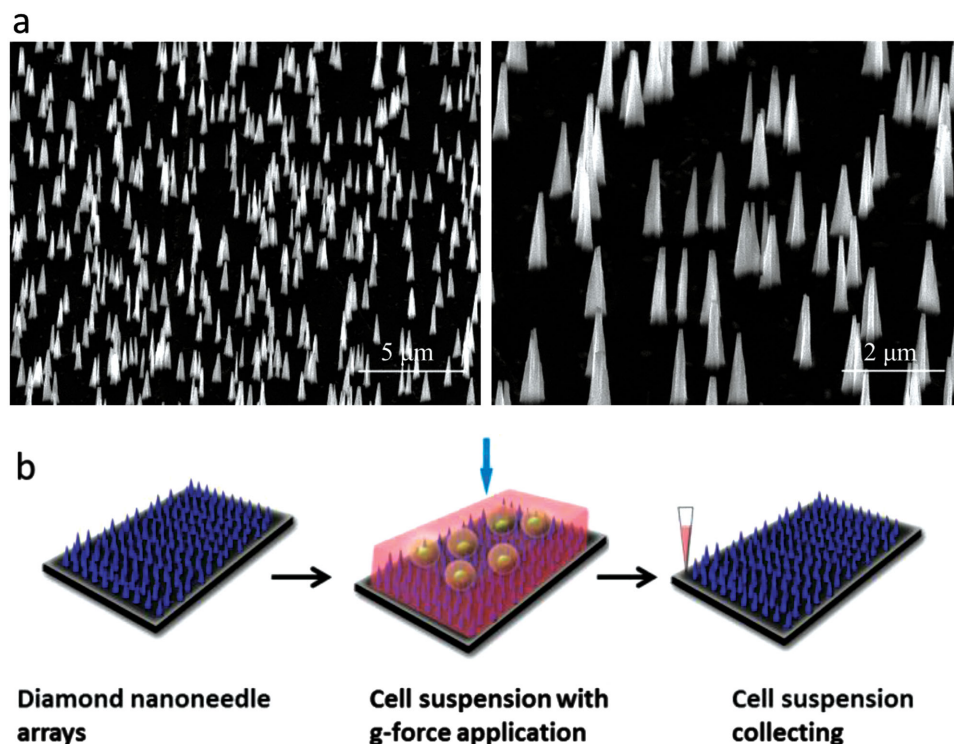 a
5 μm
2 μm
b
Diamond nanoneedle
arrays
Cell suspension with
g-force application
Cell suspension
collecting